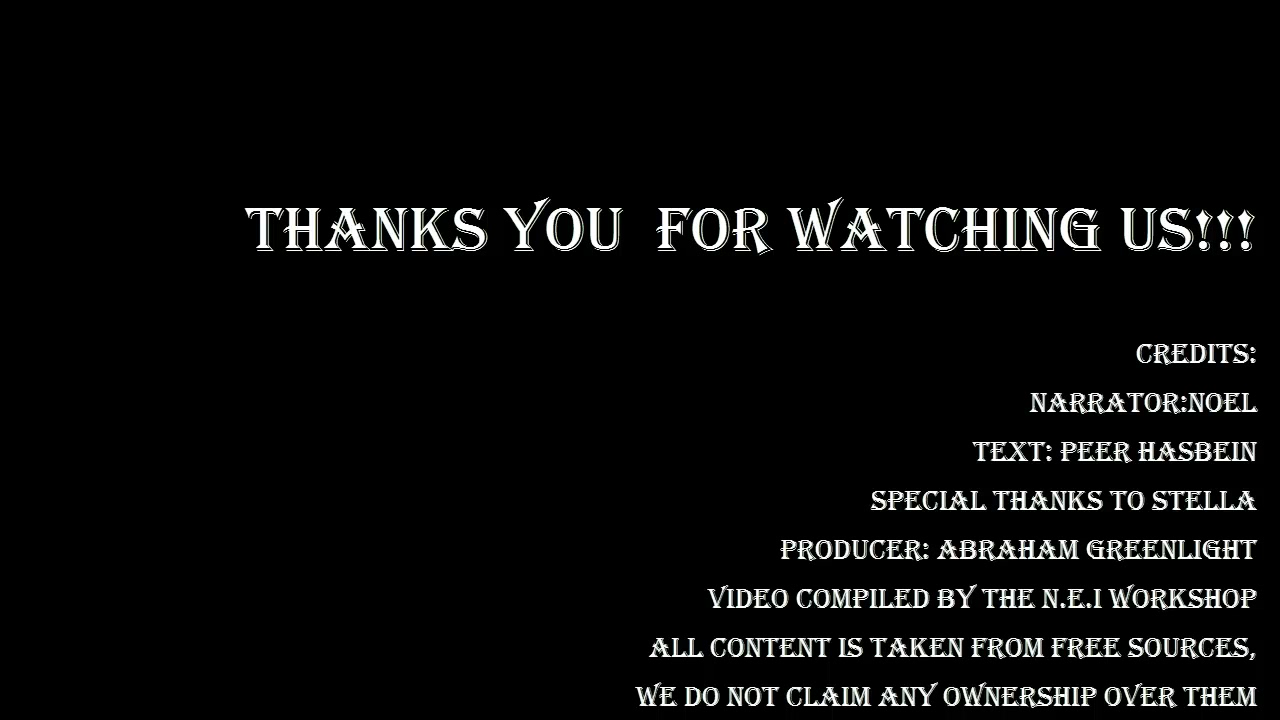 THANKS YOU  FOR WATCHING US!!!
CREDITS:
NARRATOR:NOEL
TEXT: PEER HASBEIN
SPECIAL THANKS TO STELLA
PRODUCER: ABRAHAM GREENLIGHT
VIDEO COMPILED BY THE N.E.I WORKSHOP
ALL CONTENT IS TAKEN FROM FREE SOURCES,
WE DO NOT CLAIM ANY OWNERSHIP OVER THEM